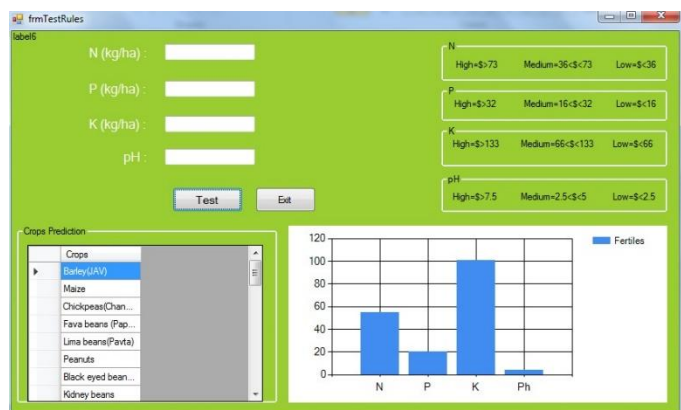 frmTestRules
label6
N (kg/ha) :
P (kg/ha) :
K (kg/ha) :
pH :
Test
Exit
N
High=$>73 Medium=36<$<73 Low=$<36
P
High=$>32 Medium=16<$<32 Low=$<16
K
High=$>133 Medium=66<$<133 Low=$<66
pH
High=$>7.5 Medium=2.5<$<5 Low=$<2.5
Crops Prediction
Crops
Barley(JAV)
Maize
Chickpeas(Chan...
Fava beans (Pap...
Lima beans(Pavta)
Peanuts
Black eyed bean...
Kidney beans
120
100
80
60
40
20
0
N P K Ph
Fertiles